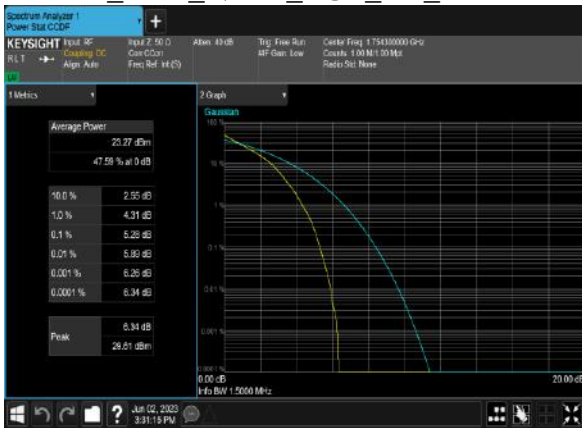 Spectrum Analyzer 1
Power Stat CCDF
+
KEYSIGHT
RLT
Input: RF
Coupling: DC
Align: Auto
Input Z: 50 Ω
Corr CCorr
Freq Ref: Int (S)
Atten: 40 dB
Trig: Free Run
#IF Gain: Low
Center Freq: 1.754300000 GHz
Counts: 1.00 M/1.00 Mpt
Radio Std: None
1 Metrics
Average Power
23.27 dBm
47.59 % at 0 dB
10.0 % 2.55 dB
1.0 % 4.31 dB
0.1 % 5.28 dB
0.01 % 5.89 dB
0.001 % 6.26 dB
0.0001 % 6.34 dB
Peak
6.34 dB
29.61 dBm
2 Graph
Gaussian
100 %
10 %
1 %
0.1 %
0.01 %
0.001 %
0.0001 %
0.00 dB
20.00 dB
Info BW 1.5000 MHz
?
Jun 02, 2023
3:31:15 PM